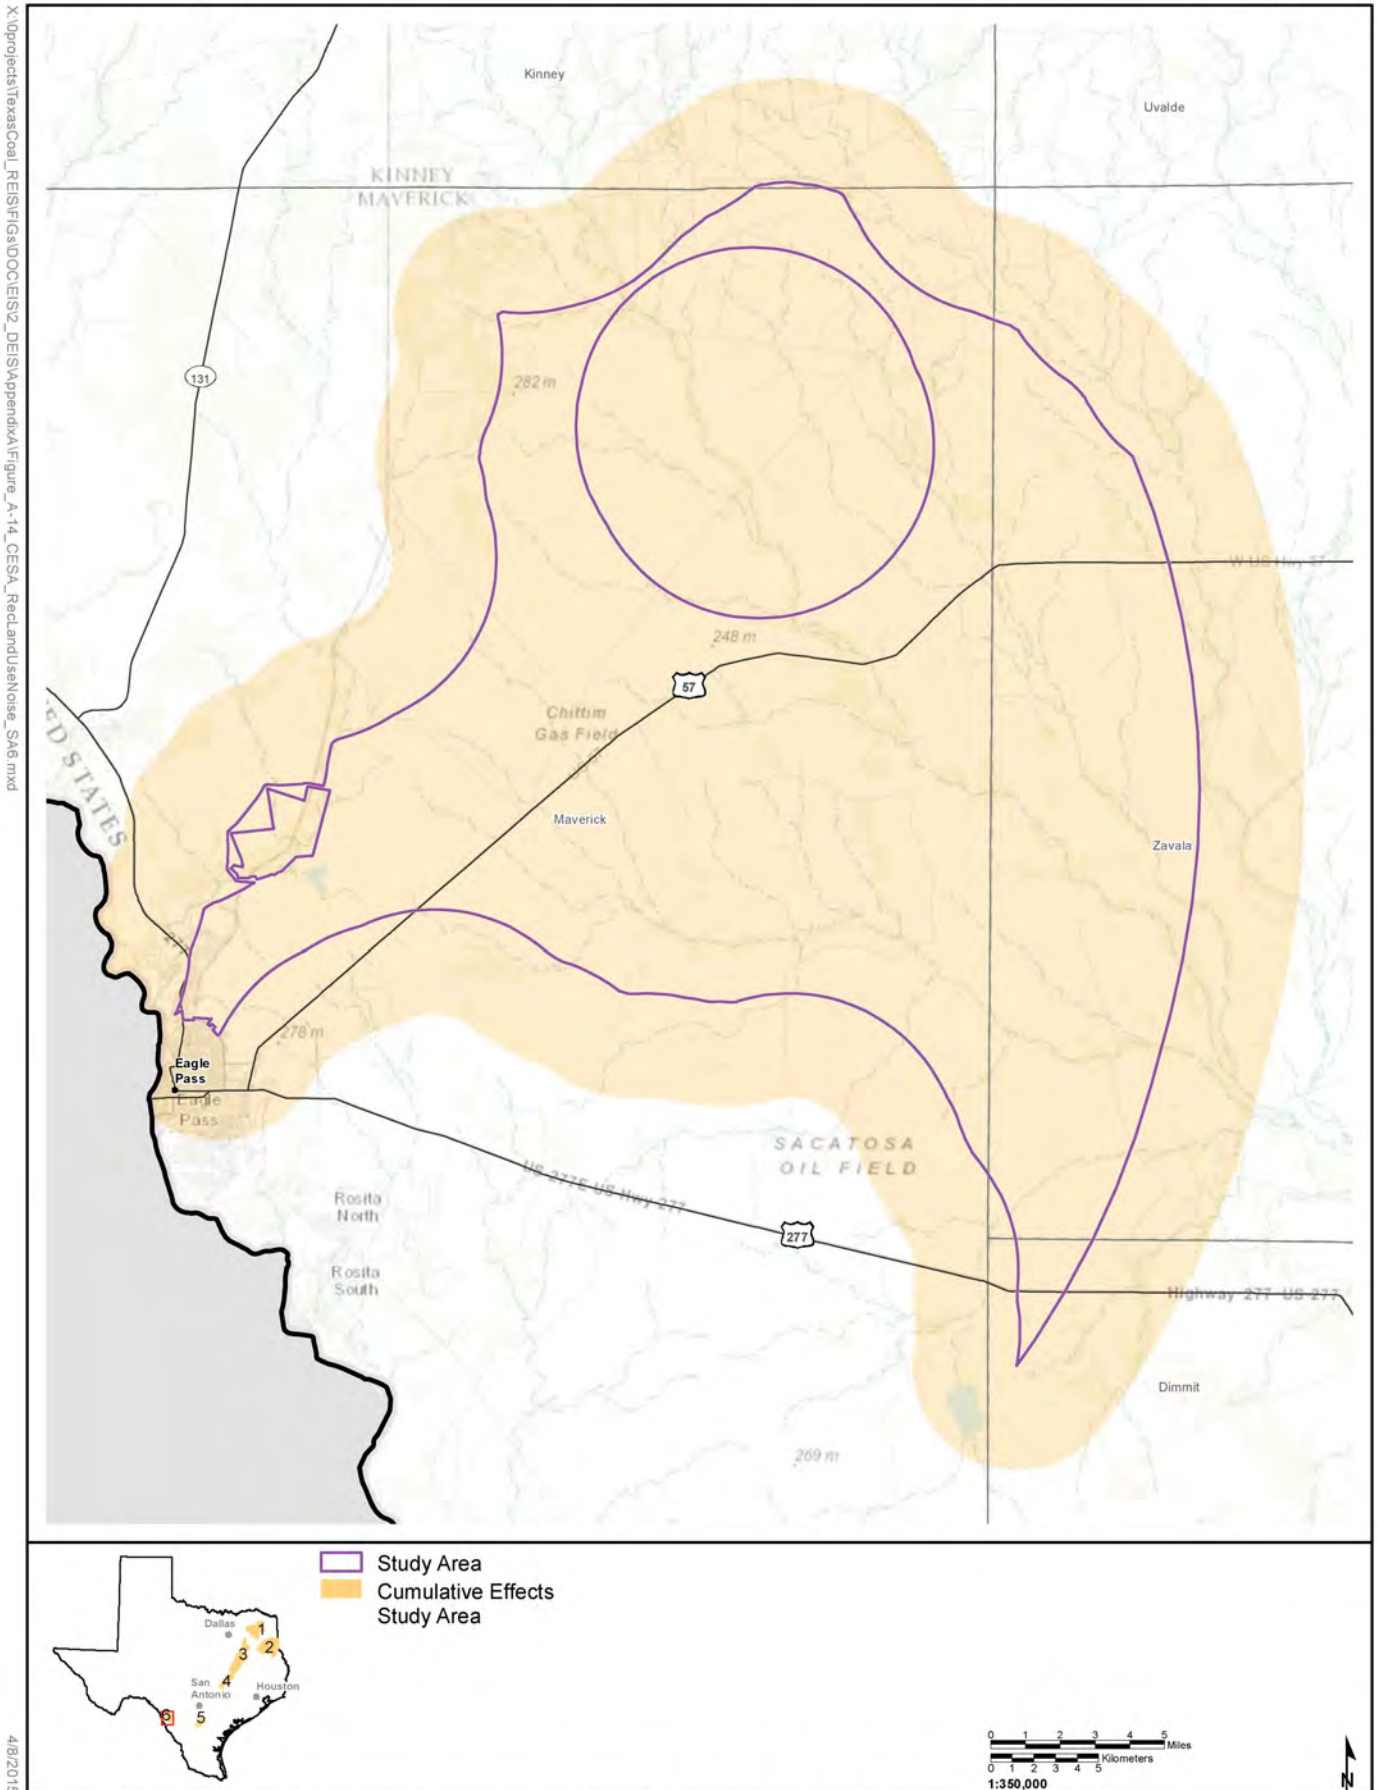 X:\0projects\TexasCoal_REIS\FIGs\DOC\EIS\2_DEIS\AppendixA\Figure_A-14_CESA_RecLandUseNoise_SA6.mxd
Kinney
Uvalde
KINNEY
MAVERICK
131
282 m
W US Hwy 57
248 m
57
Chittim
Gas Field
ED STATES
Maverick
Zavala
277
278 m
Eagle
Pass
Eagle
Pass
SACATOSA
OIL FIELD
US-277E US Hwy 277
Rosita
North
277
Rosita
South
Highway 277 US-277
Dimmit
269 m
Study Area
Cumulative Effects
Study Area
Dallas
1
2
3
4
San
Antonio
Houston
6
5
0 1 2 3 4 5
Miles
0 1 2 3 4 5
Kilometers
1:350,000
N
4/8/2015